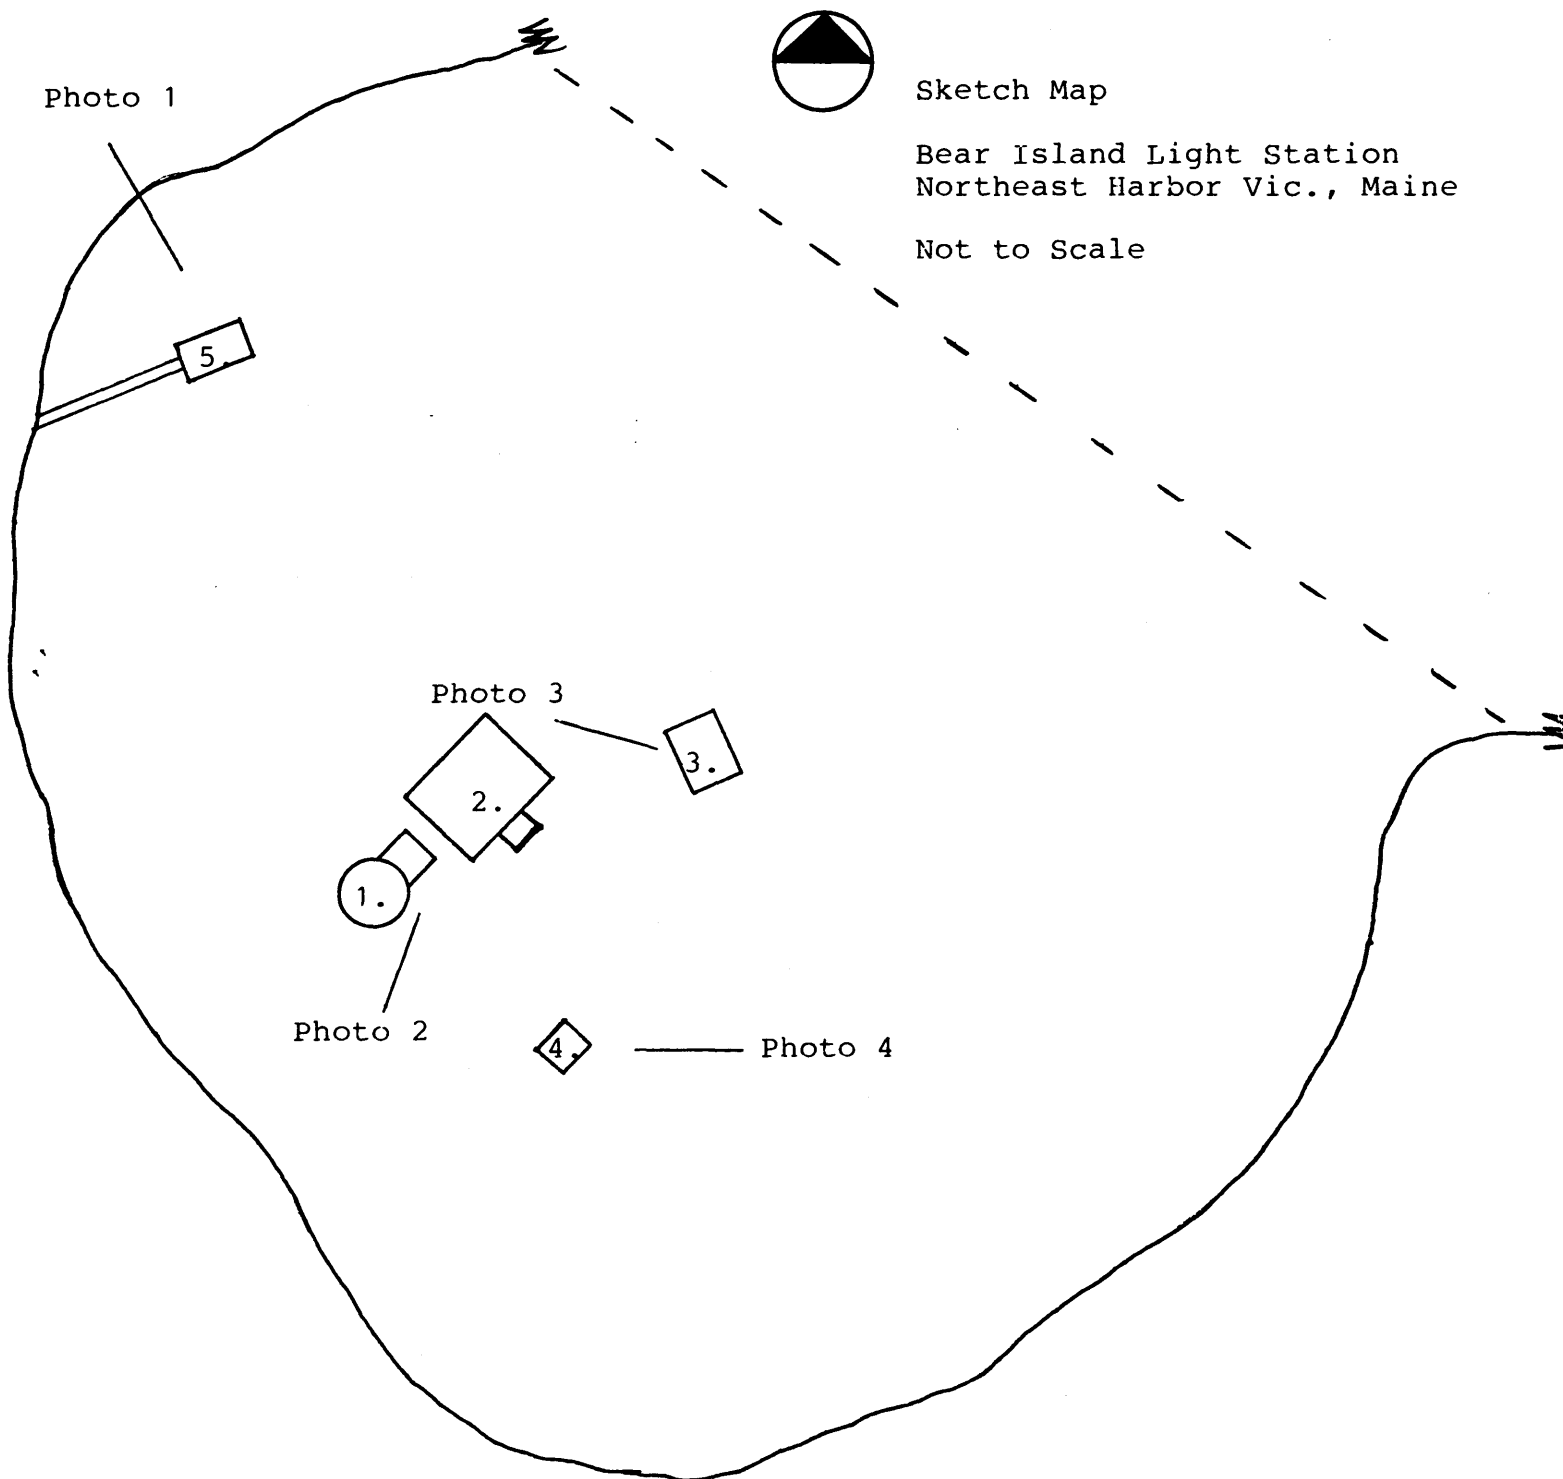 Photo 1
Sketch Map
Bear Island Light Station
Northeast Harbor Vic., Maine
Not to Scale
5.
Photo 3
3.
2.
1.
Photo 2
4.
Photo 4